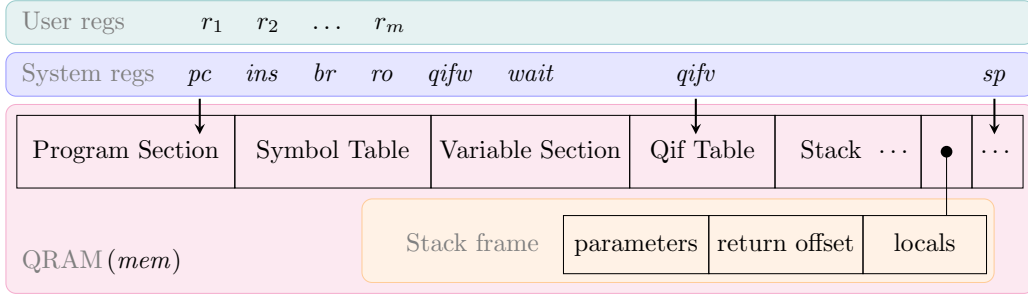 User regs r₁ r₂ … rₘ
System regs pc ins br ro qifw wait qifv sp
Program Section Symbol Table Variable Section Qif Table Stack ⋯ ⋯
Stack frame parameters return offset locals
QRAM (mem)